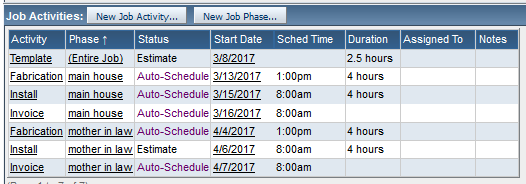 Job Activities: New Job Activity... New Job Phase...
Activity Phase ↑ Status Start Date Sched Time Duration Assigned To Notes
Template (Entire Job) Estimate 3/8/2017 2.5 hours
Fabrication main house Auto-Schedule 3/13/2017 1:00pm 4 hours
Install main house Auto-Schedule 3/15/2017 8:00am 4 hours
Invoice main house Auto-Schedule 3/16/2017 8:00am
Fabrication mother in law Auto-Schedule 4/4/2017 1:00pm 4 hours
Install mother in law Estimate 4/6/2017 8:00am 4 hours
Invoice mother in law Auto-Schedule 4/7/2017 8:00am